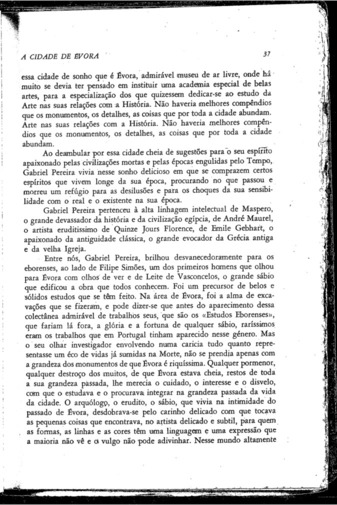 A CIDADE DE EVORA 37
essa cidade de sonho que é Évora, admirável museu de ar livre, onde há
muito se devia ter pensado em instituir uma academia especial de belas
artes, para a especialização dos que quizessem dedicar-se ao estudo da
Arte nas suas relações com a História. Não haveria melhores compêndios
que os monumentos, os detalhes, as coisas que por toda a cidade abundam.
Arte nas suas relações com a História. Não haveria melhores compên-
dios que os monumentos, os detalhes, as coisas que por toda a cidade
abundam.
Ao deambular por essa cidade cheia de sugestões para o seu espírito
apaixonado pelas civilizações mortas e pelas épocas engulidas pelo Tempo,
Gabriel Pereira vivia nesse sonho delicioso em que se comprazem certos
espíritos que vivem longe da sua época, procurando no que passou e
morreu um refúgio para as desilusões e para os choques da sua sensibi-
lidade com o real e o existente na sua época.
Gabriel Pereira pertenceu à alta linhagem intelectual de Maspero,
o grande devassador da história e da civilização egípcia, de André Maurel,
o artista eruditíssimo de Quinze Jours Florence, de Emile Gebhart, o
apaixonado da antiguidade clássica, o grande evocador da Grécia antiga
e da velha Igreja.
Entre nós, Gabriel Pereira, brilhou desvanecedoramente para os
eborenses, ao lado de Filipe Simões, um dos primeiros homens que olhou
para Évora com olhos de ver e de Leite de Vasconcelos, o grande sábio
que edificou a obra que todos conhecem. Foi um precursor de belos e
sólidos estudos que se têm feito. Na área de Évora, foi a alma de exca-
vações que se fizeram, e pode dizer-se que antes do aparecimento dessa
colectânea admirável de trabalhos seus, que são os «Estudos Eborenses»,
que fariam lá fora, a glória e a fortuna de qualquer sábio, raríssimos
eram os trabalhos que em Portugal tinham aparecido nesse género. Mas
o seu olhar investigador envolvendo numa carícia tudo quanto repre-
sentasse um éco de vidas já sumidas na Morte, não se prendia apenas com
a grandeza dos monumentos de que Évora é riquíssima. Qualquer pormenor,
qualquer destroço dos muitos, de que Évora estava cheia, restos de toda
a sua grandeza passada, lhe merecia o cuidado, o interesse e o disvelo,
com que o estudava e o procurava integrar na grandeza passada da vida
da cidade. O arquólogo, o erudito, o sábio, que vivia na intimidade do
passado de Évora, desdobrava-se pelo carinho delicado com que tocava
as pequenas coisas que encontrava, no artista delicado e subtil, para quem
as formas, as linhas e as cores têm uma linguagem e uma expressão que
a maioria não vê e o vulgo não pode adivinhar. Nesse mundo altamente